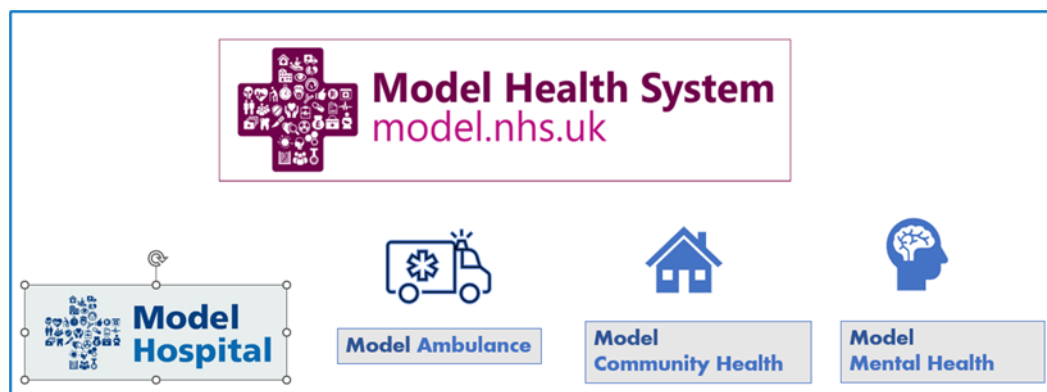 Model Health System
model.nhs.uk
Model
Hospital
Model Ambulance
Model
Community Health
Model
Mental Health